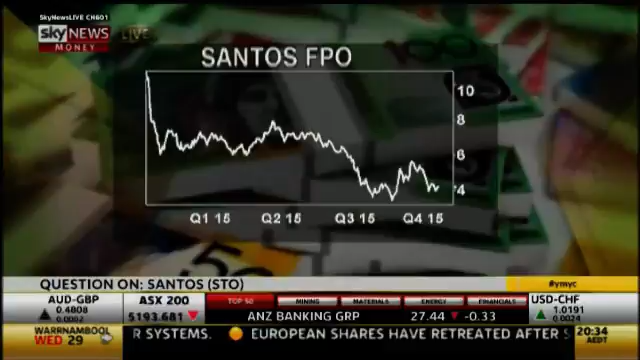 SkyNewsLIVE CH601
sky NEWS LIVE
MONEY
SANTOS FPO
10
8
6
4
Q1 15 Q2 15 Q3 15 Q4 15
QUESTION ON: SANTOS (STO) #ymyc
AUD-GBP ASX 200 TOP 50 MINING MATERIALS ENERGY FINANCIALS USD-CHF
0.4808 5193.681 ANZ BANKING GRP 27.44 -0.33 1.0191
0.0002 0.0024
WARRNAMBOOL R SYSTEMS. EUROPEAN SHARES HAVE RETREATED AFTER S 20:34
WED 29 AEDT